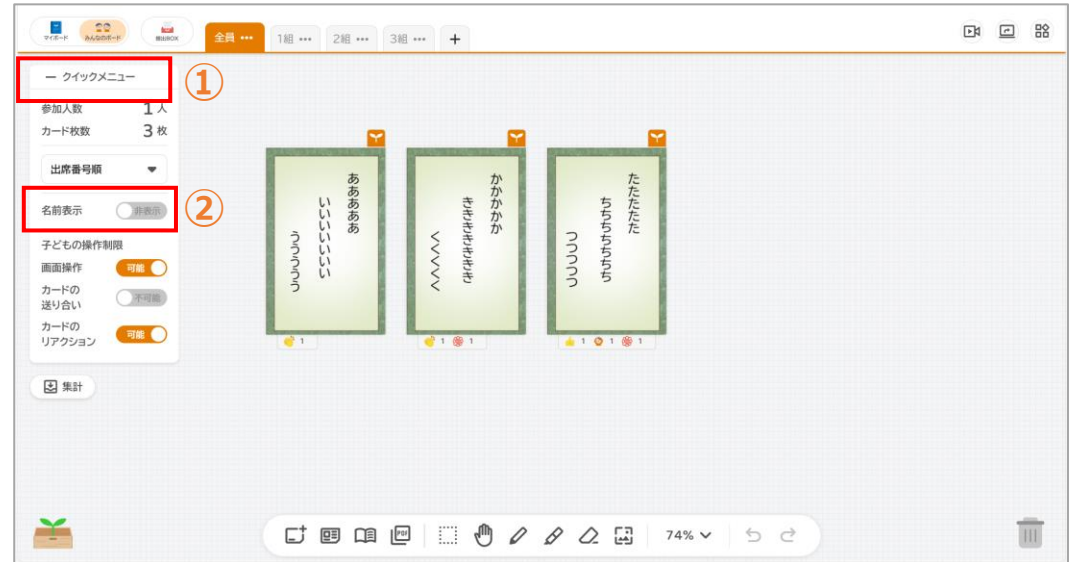 マイボード
みんなのボード
提出BOX
全員 •••
1組 •••
2組 •••
3組 •••
+
ー クイックメニュー
①
参加人数 1人
カード枚数 3枚
出席番号順
名前表示 非表示
②
子どもの操作制限
画面操作 可能
カードの
送り合い 不可能
カードの
リアクション 可能
集計
あああああ
いいいいいい
ううううう
かかかかか
きききききき
くくくくく
たたたたた
ちちちちちち
つつつつつ
1
1 1
1 1 1
PDF
74%